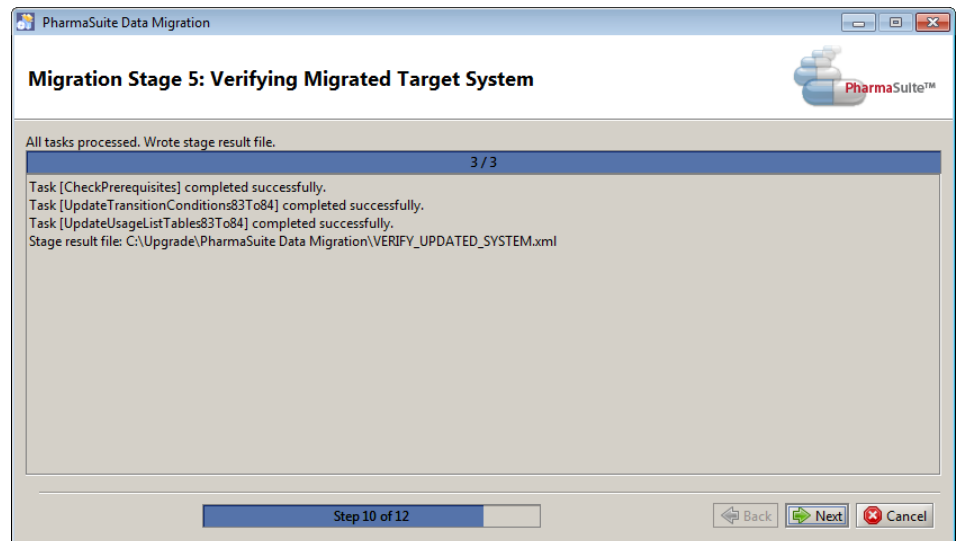 PharmaSuite Data Migration
Migration Stage 5: Verifying Migrated Target System
PharmaSuite™
All tasks processed. Wrote stage result file.
3 / 3
Task [CheckPrerequisites] completed successfully.
Task [UpdateTransitionConditions83To84] completed successfully.
Task [UpdateUsageListTables83To84] completed successfully.
Stage result file: C:\Upgrade\PharmaSuite Data Migration\VERIFY_UPDATED_SYSTEM.xml
Step 10 of 12
Back
Next
Cancel